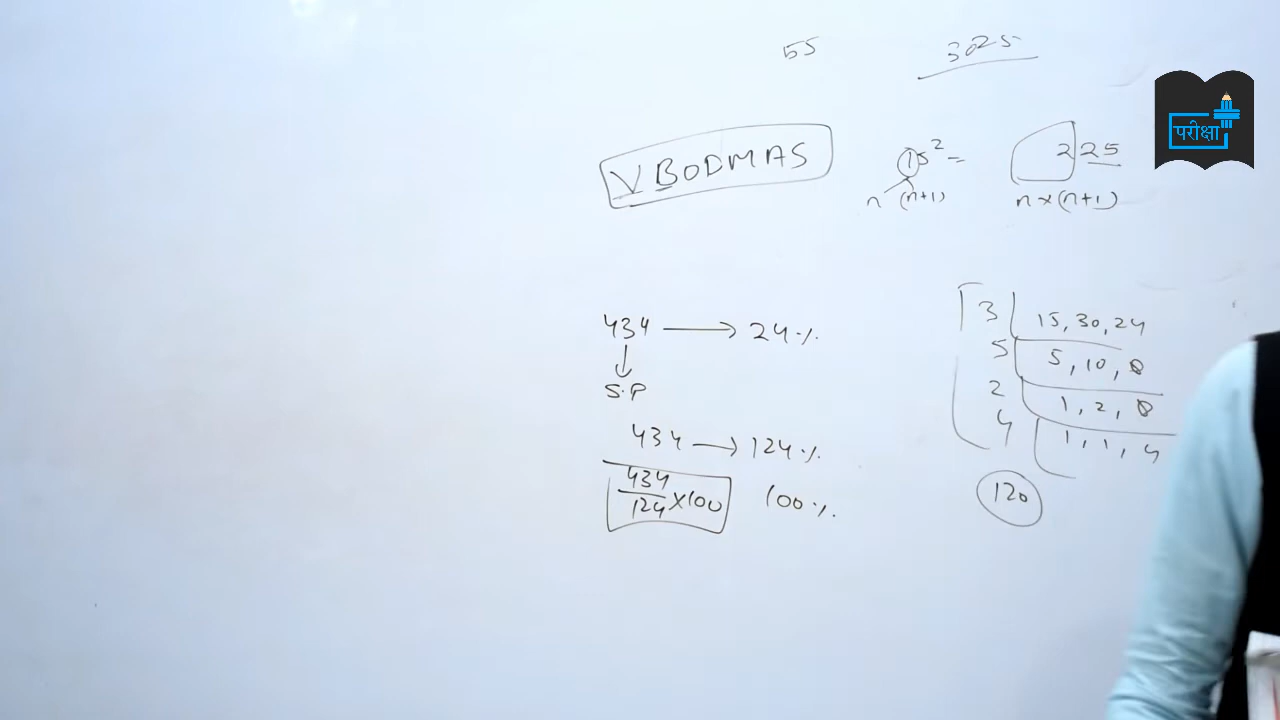 55
3025
VBODMAS
15² =
225
n (n+1)
n×(n+1)
परीक्षा
434 → 24%
↓
S.P
434 → 124%
434/124 ×100
100%
3 | 15, 30, 24
5 | 5, 10, 8
2 | 1, 2, 8
4 | 1, 1, 4
120